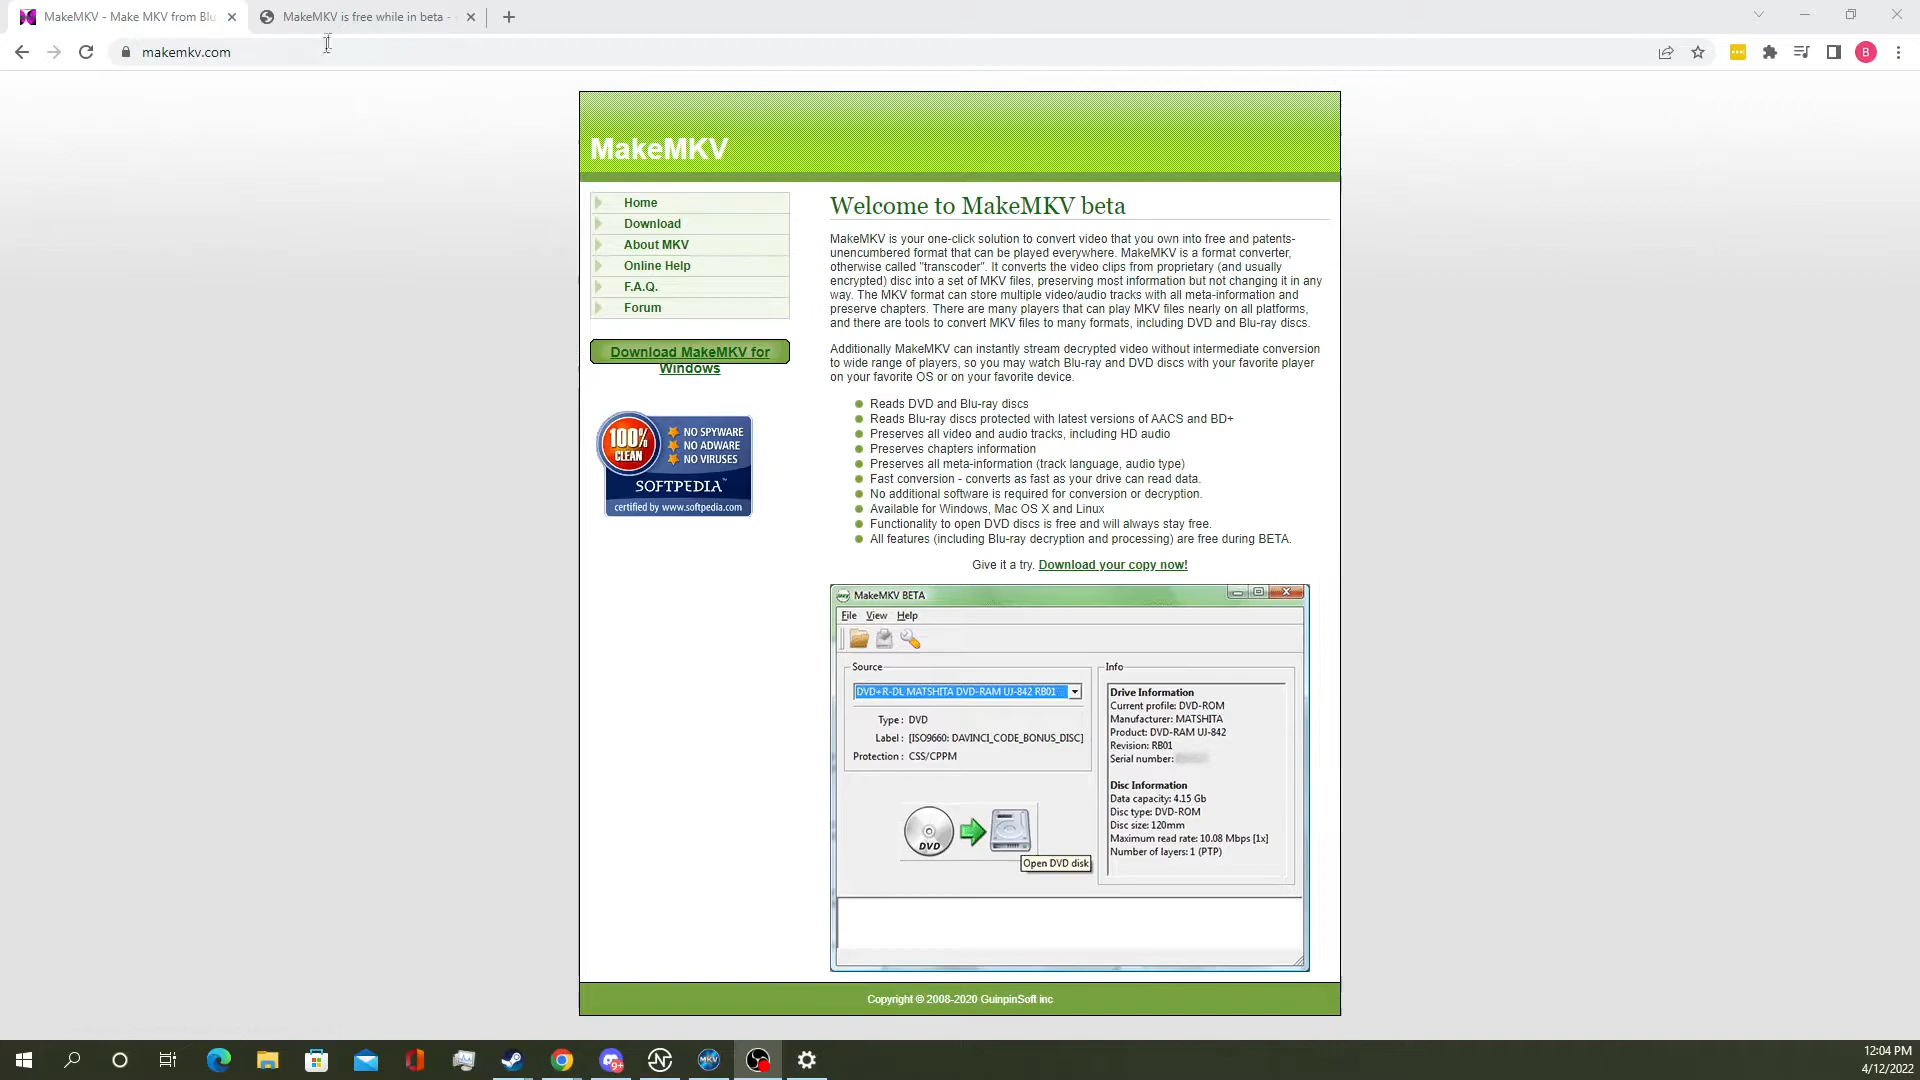 MakeMKV - Make MKV from Blu
MakeMKV is free while in beta -
makemkv.com
B
MakeMKV
Home
Download
About MKV
Online Help
F.A.Q.
Forum
Download MakeMKV for
Windows
100%
CLEAN
NO SPYWARE
NO ADWARE
NO VIRUSES
SOFTPEDIA™
certified by www.softpedia.com
Welcome to MakeMKV beta
MakeMKV is your one-click solution to convert video that you own into free and patents-
unencumbered format that can be played everywhere. MakeMKV is a format converter,
otherwise called "transcoder". It converts the video clips from proprietary (and usually
encrypted) disc into a set of MKV files, preserving most information but not changing it in any
way. The MKV format can store multiple video/audio tracks with all meta-information and
preserve chapters. There are many players that can play MKV files nearly on all platforms,
and there are tools to convert MKV files to many formats, including DVD and Blu-ray discs.
Additionally MakeMKV can instantly stream decrypted video without intermediate conversion
to wide range of players, so you may watch Blu-ray and DVD discs with your favorite player
on your favorite OS or on your favorite device.
Reads DVD and Blu-ray discs
Reads Blu-ray discs protected with latest versions of AACS and BD+
Preserves all video and audio tracks, including HD audio
Preserves chapters information
Preserves all meta-information (track language, audio type)
Fast conversion - converts as fast as your drive can read data.
No additional software is required for conversion or decryption.
Available for Windows, Mac OS X and Linux
Functionality to open DVD discs is free and will always stay free.
All features (including Blu-ray decryption and processing) are free during BETA.
Give it a try. Download your copy now!
MakeMKV BETA
File View Help
Source
DVD+R-DL MATSHITA DVD-RAM UJ-842 RB01
Type : DVD
Label : [ISO9660: DAVINCI_CODE_BONUS_DISC]
Protection : CSS/CPPM
DVD
Open DVD disk
Info
Drive Information
Current profile: DVD-ROM
Manufacturer: MATSHITA
Product: DVD-RAM UJ-842
Revision: RB01
Serial number:
Disc Information
Data capacity: 4.15 Gb
Disc type: DVD-ROM
Disc size: 120mm
Maximum read rate: 10.08 Mbps [1x]
Number of layers: 1 (PTP)
Copyright © 2008-2020 GuinpinSoft inc
9+
MKV
12:04 PM
4/12/2022